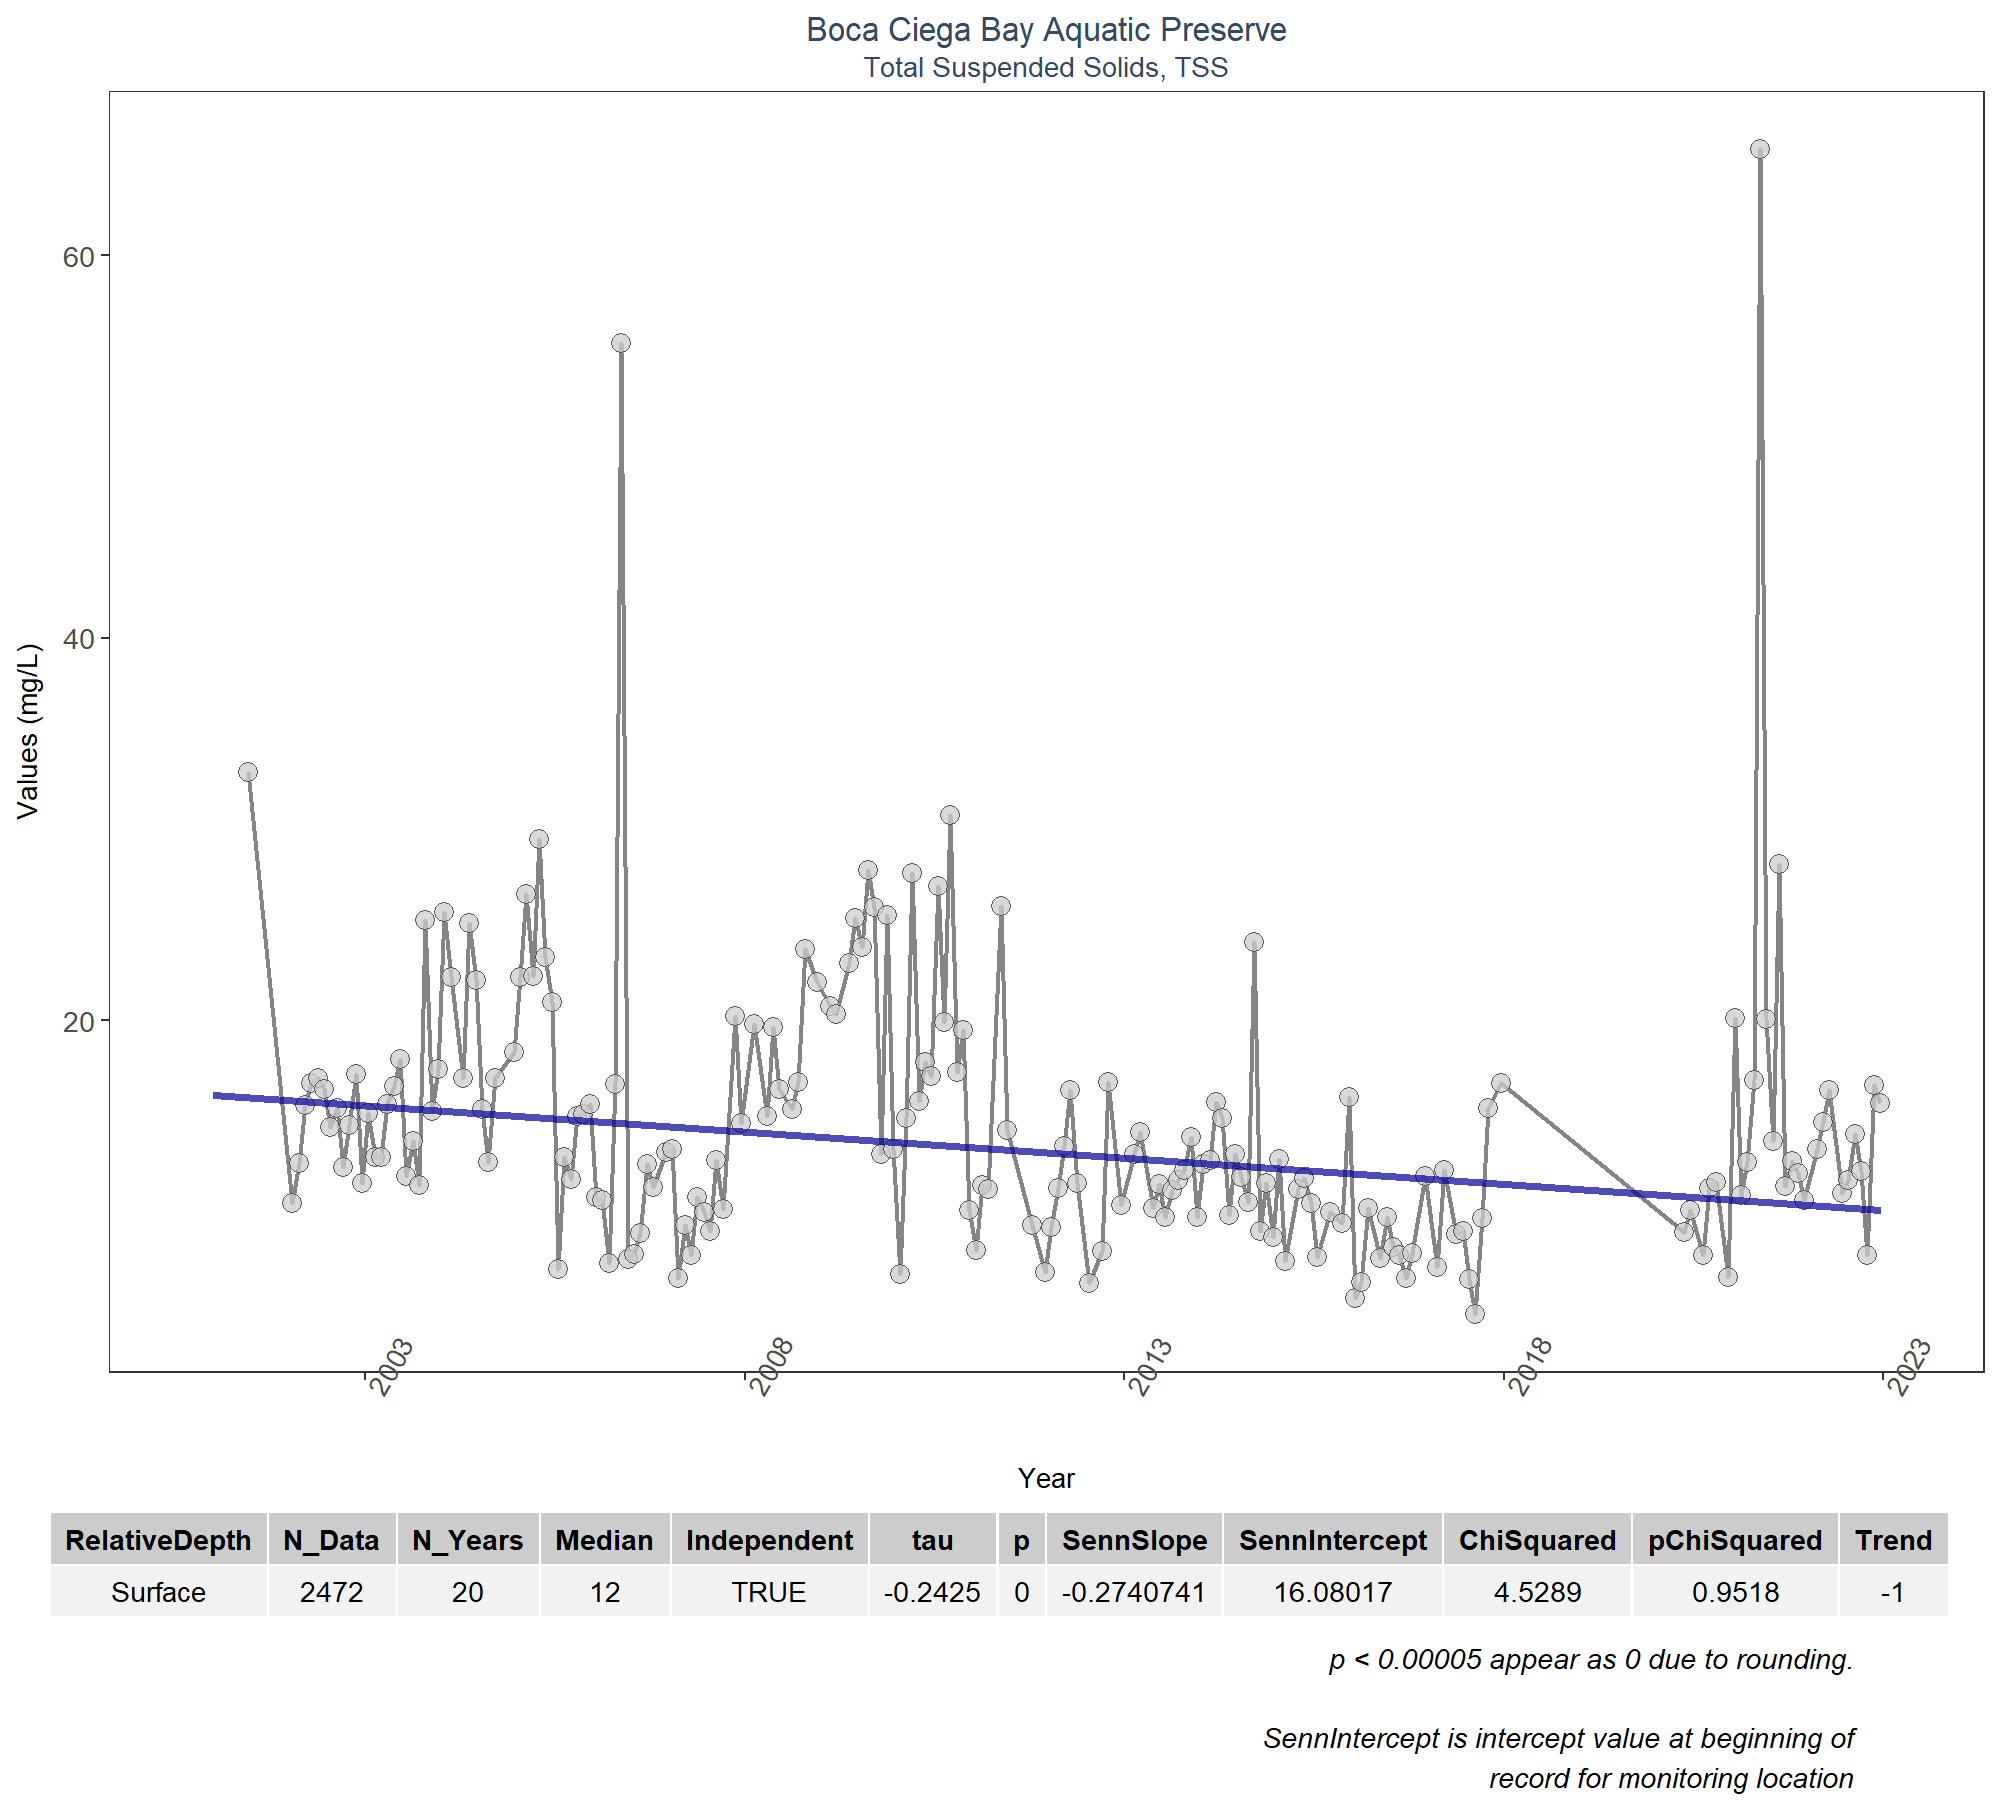 Boca Ciega Bay Aquatic Preserve
Total Suspended Solids, TSS
Values (mg/L)
60
40
20
2003 2008 2013 2018 2023
Year
RelativeDepth N_Data N_Years Median Independent tau p SennSlope SennIntercept ChiSquared pChiSquared Trend
Surface 2472 20 12 TRUE -0.2425 0 -0.2740741 16.08017 4.5289 0.9518 -1
p < 0.00005 appear as 0 due to rounding.
SennIntercept is intercept value at beginning of
record for monitoring location